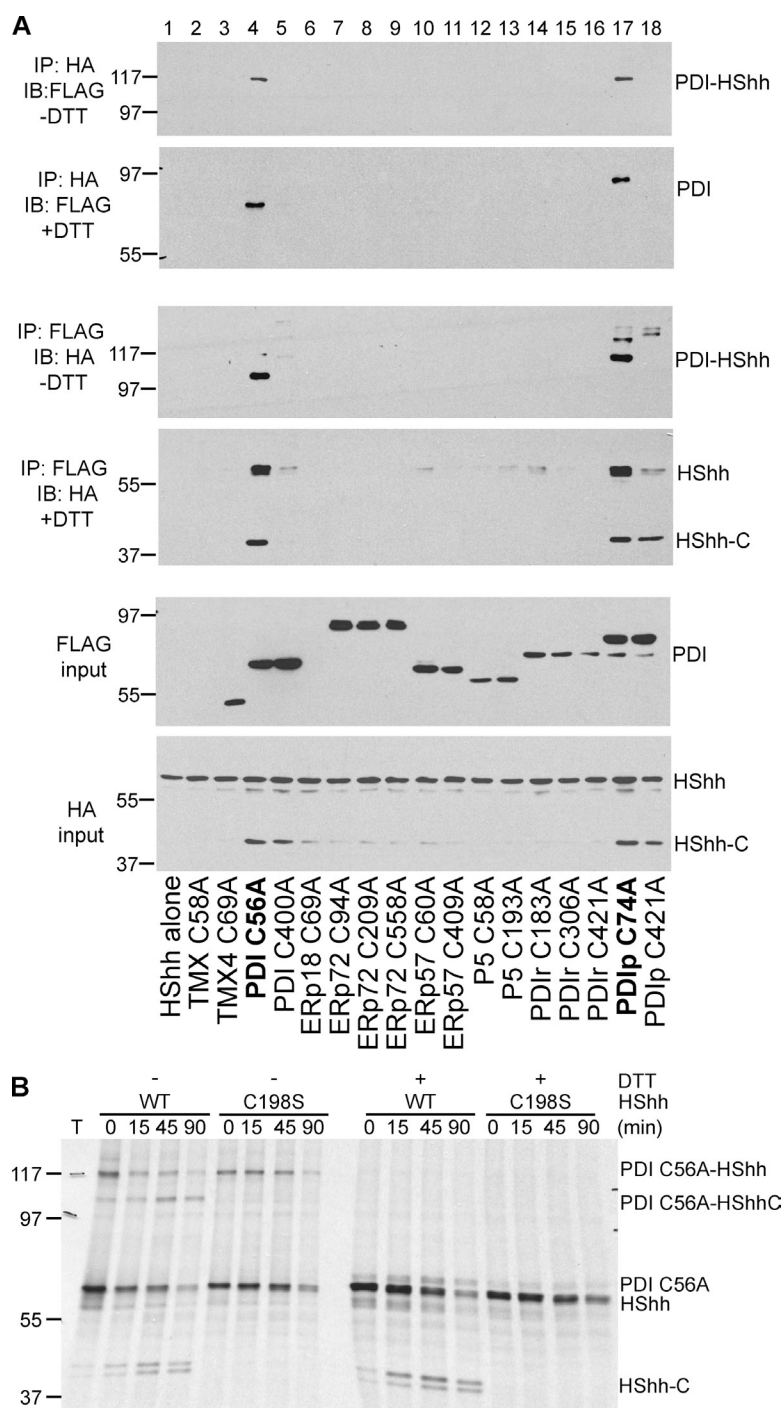 A
1 2 3 4 5 6 7 8 9 10 11 12 13 14 15 16 17 18
IP: HA
IB:FLAG
-DTT
117
97
PDI-HShh
IP: HA
IB: FLAG
+DTT
97
55
PDI
IP: FLAG
IB: HA
-DTT
117
97
PDI-HShh
IP: FLAG
IB: HA
+DTT
55
37
HShh
HShh-C
FLAG
input
97
55
PDI
HA
input
55
37
HShh
HShh-C
HShh alone
TMX C58A
TMX4 C69A
PDI C56A
PDI C400A
ERp18 C69A
ERp72 C94A
ERp72 C209A
ERp72 C558A
ERp57 C60A
ERp57 C409A
P5 C58A
P5 C193A
PDIr C183A
PDIr C306A
PDIr C421A
PDIp C74A
PDIp C421A
B
- - + + DTT
WT C198S WT C198S HShh
T 0 15 45 90 0 15 45 90 0 15 45 90 0 15 45 90 (min)
117
97
55
37
PDI C56A-HShh
PDI C56A-HShhC
PDI C56A
HShh
HShh-C